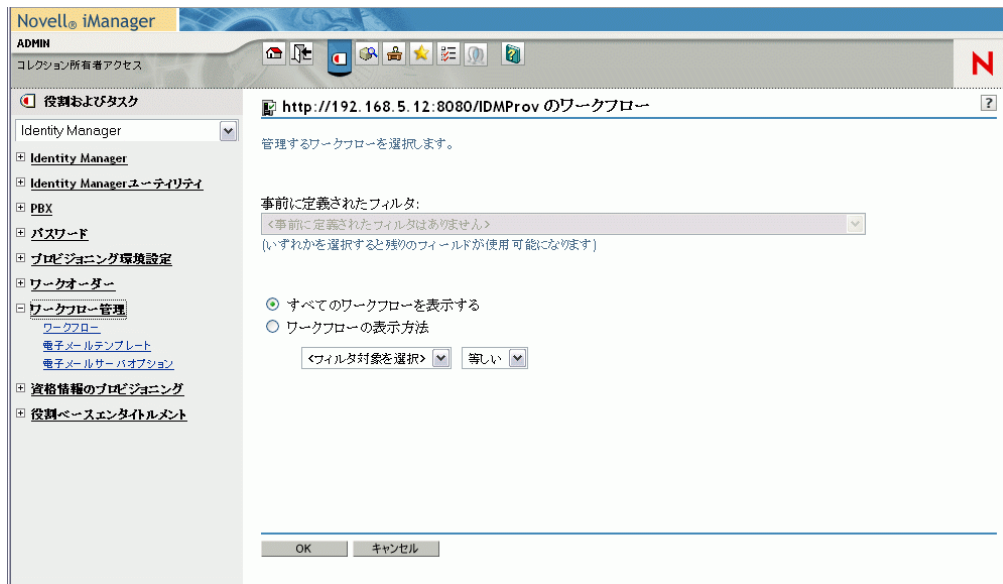 Novell® iManager
ADMIN
コレクション所有者アクセス
N
役割およびタスク
Identity Manager
Identity Manager
Identity Managerユーティリティ
PBX
パスワード
プロビジョニング環境設定
ワークオーダー
ワークフロー管理
ワークフロー
電子メールテンプレート
電子メールサーバオプション
資格情報のプロビジョニング
役割ベースエンタイトルメント
http://192.168.5.12:8080/IDMProv のワークフロー
?
管理するワークフローを選択します。
事前に定義されたフィルタ:
<事前に定義されたフィルタはありません>
(いずれかを選択すると残りのフィールドが使用可能になります)
すべてのワークフローを表示する
ワークフローの表示方法
<フィルタ対象を選択> 等しい
OK キャンセル